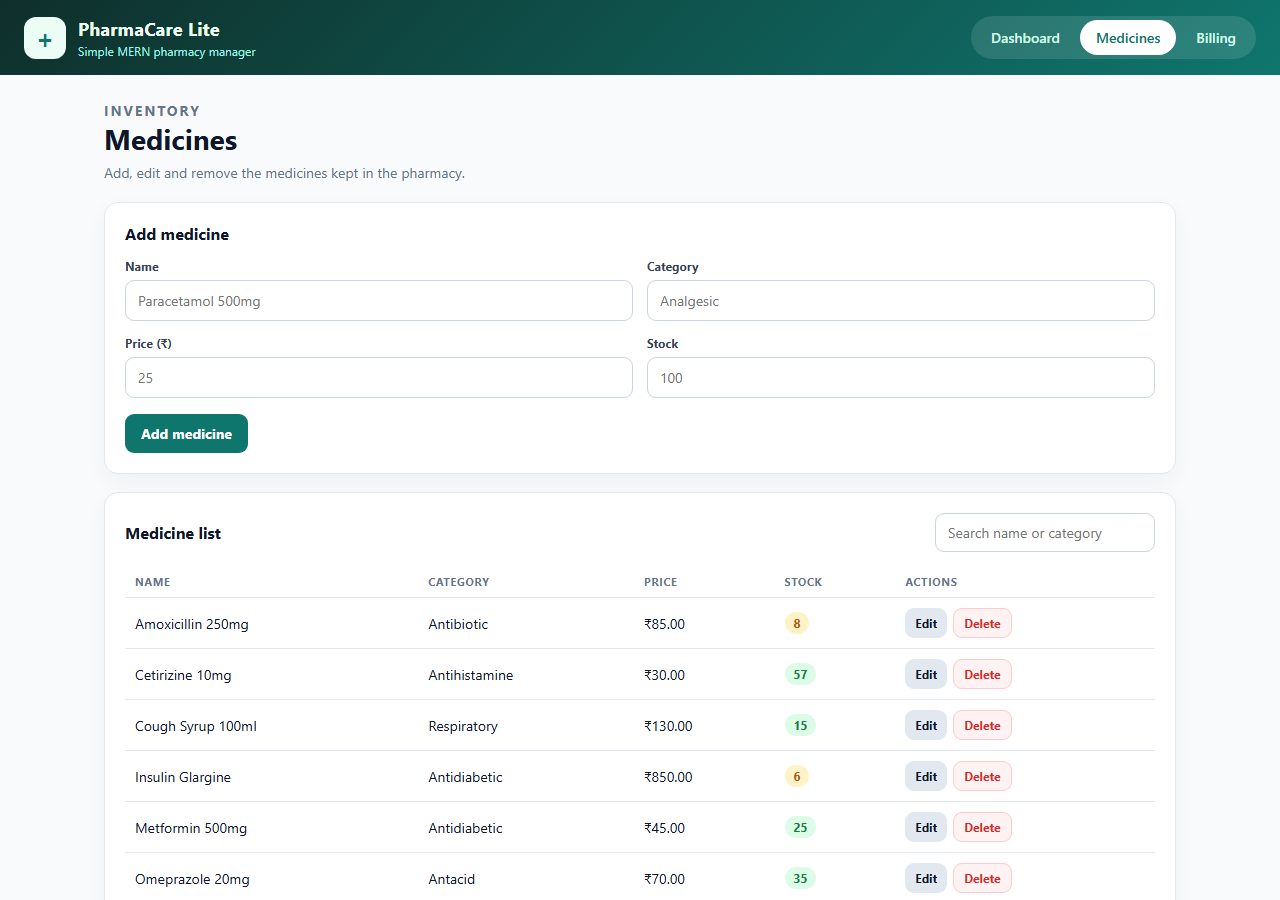 +
PharmaCare Lite
Simple MERN pharmacy manager
Dashboard Medicines Billing
INVENTORY
Medicines
Add, edit and remove the medicines kept in the pharmacy.
Add medicine
Name Category
Paracetamol 500mg Analgesic
Price (₹) Stock
25 100
Add medicine
Medicine list Search name or category
NAME CATEGORY PRICE STOCK ACTIONS
Amoxicillin 250mg Antibiotic ₹85.00 8 Edit Delete
Cetirizine 10mg Antihistamine ₹30.00 57 Edit Delete
Cough Syrup 100ml Respiratory ₹130.00 15 Edit Delete
Insulin Glargine Antidiabetic ₹850.00 6 Edit Delete
Metformin 500mg Antidiabetic ₹45.00 25 Edit Delete
Omeprazole 20mg Antacid ₹70.00 35 Edit Delete